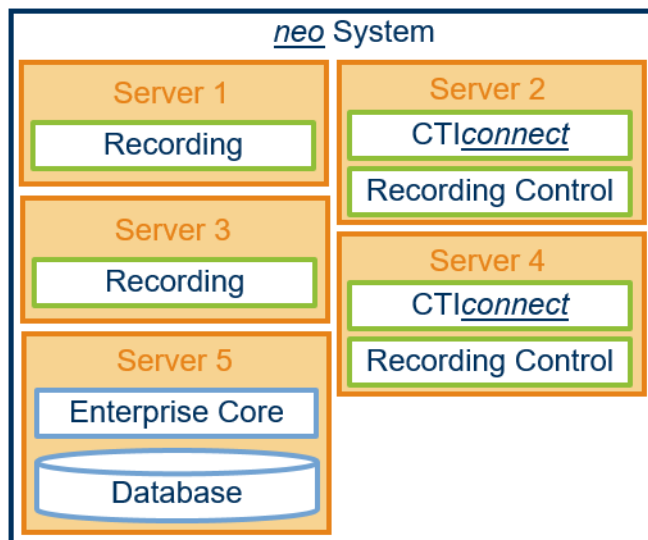 neo System
Server 1
Recording
Server 2
CTIconnect
Recording Control
Server 3
Recording
Server 4
CTIconnect
Recording Control
Server 5
Enterprise Core
Database